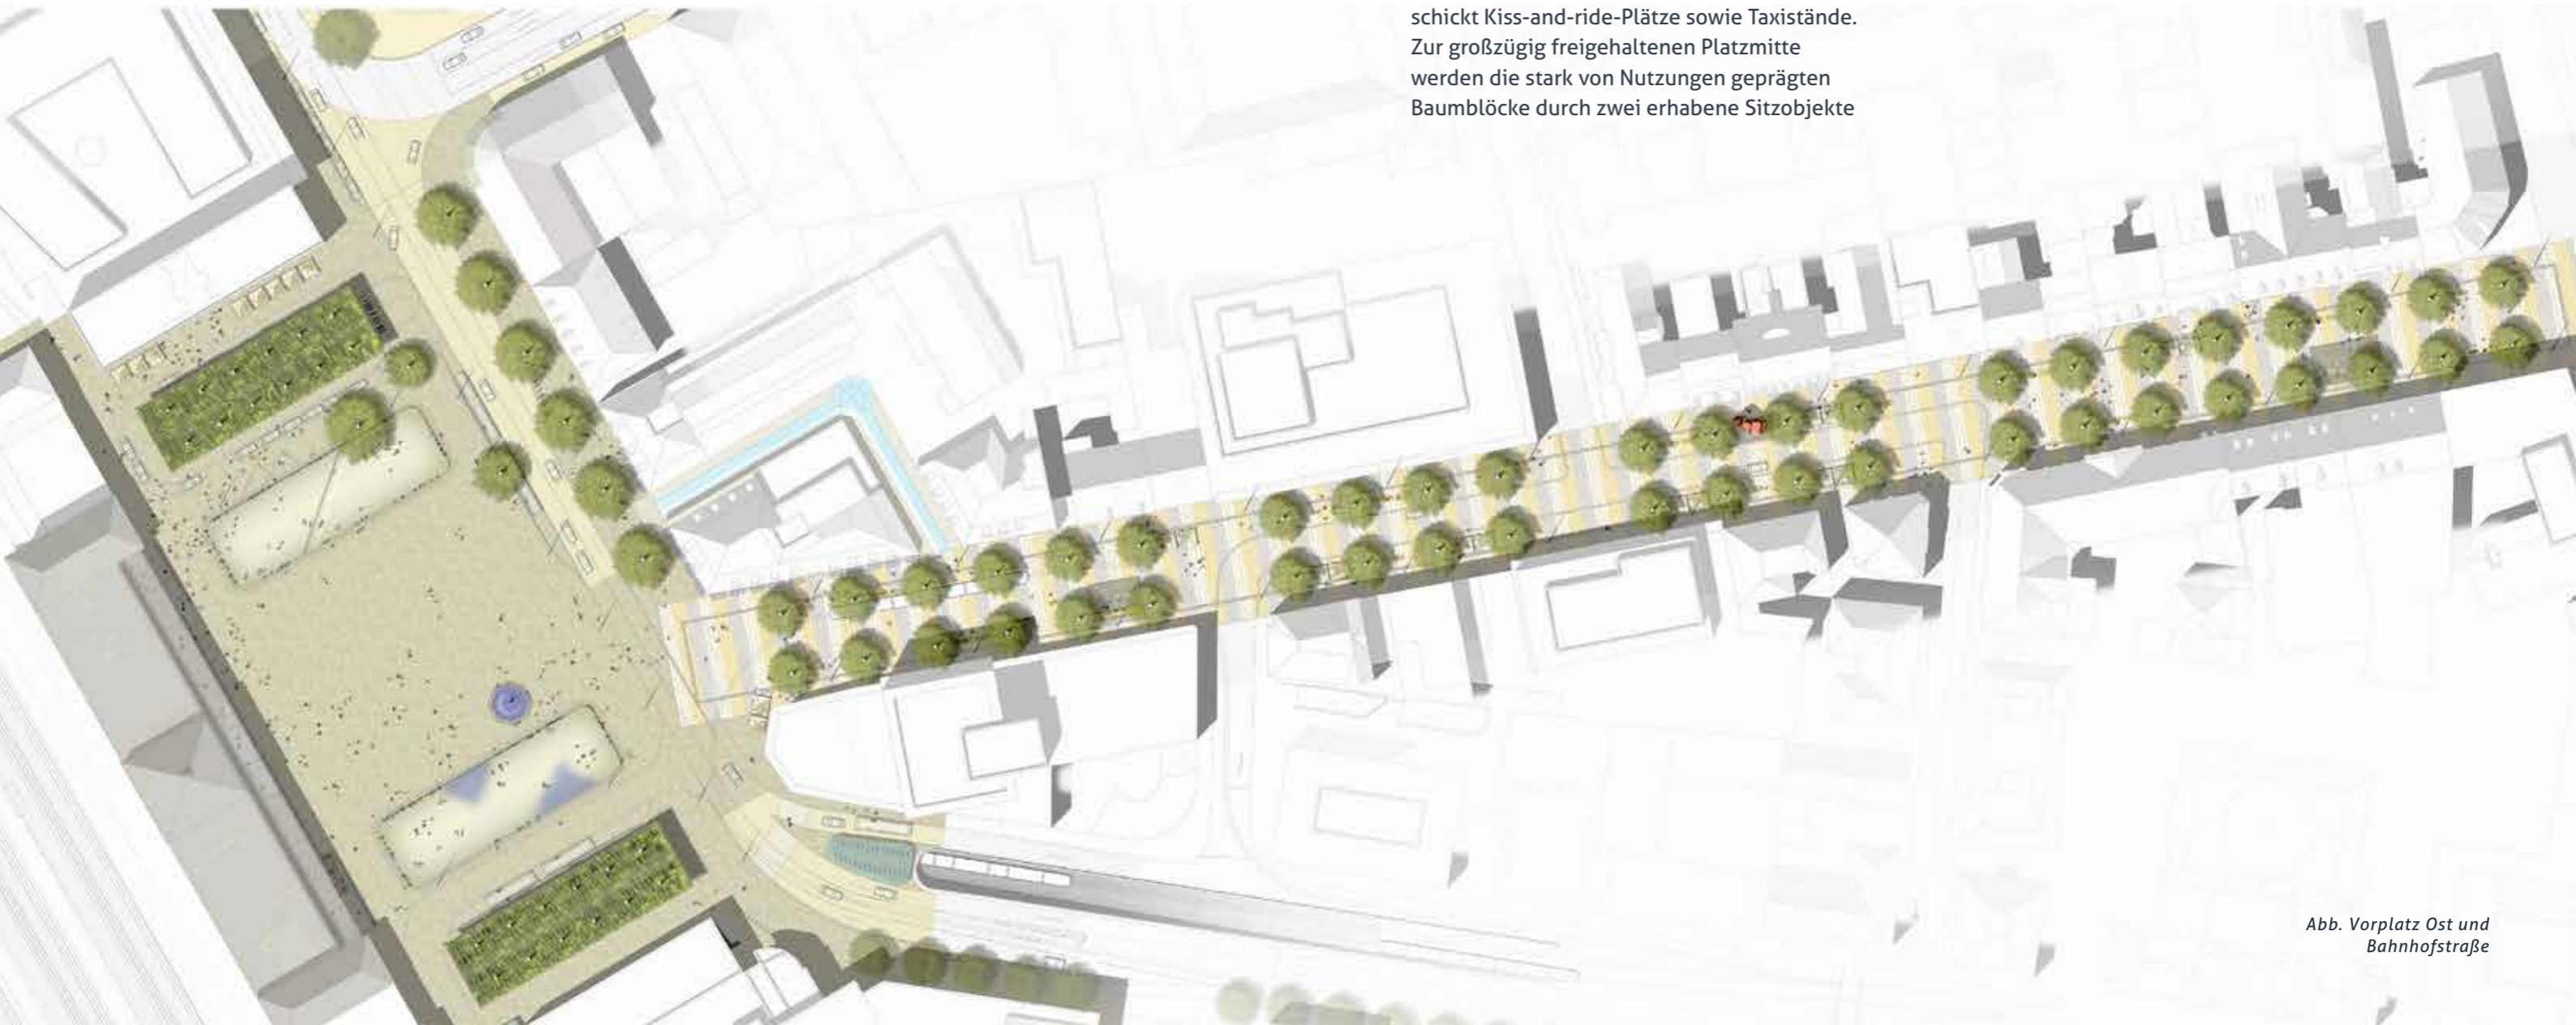 schickt Kiss-and-ride-Plätze sowie Taxistände.
Zur großzügig freigehaltenen Platzmitte
werden die stark von Nutzungen geprägten
Baumblöcke durch zwei erhabene Sitzobjekte
Abb. Vorplatz Ost und
Bahnhofstraße